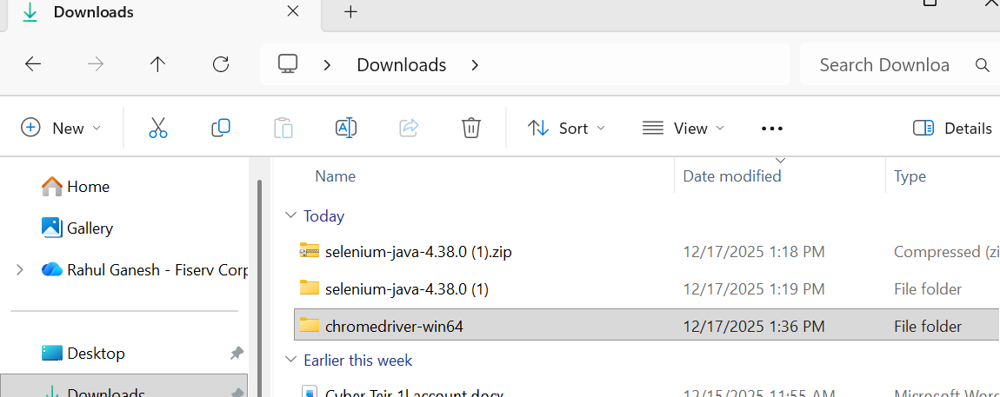 Downloads
Downloads
Search Downloa
New
Sort
View
Details
Name
Date modified
Type
Home
Gallery
Rahul Ganesh - Fiserv Corp
Desktop
Downloads
Today
selenium-java-4.38.0 (1).zip 12/17/2025 1:18 PM Compressed (zi
selenium-java-4.38.0 (1) 12/17/2025 1:19 PM File folder
chromedriver-win64 12/17/2025 1:36 PM File folder
Earlier this week
Cyber Teir 1l account.docx 12/15/2025 11:55 AM Microsoft Word